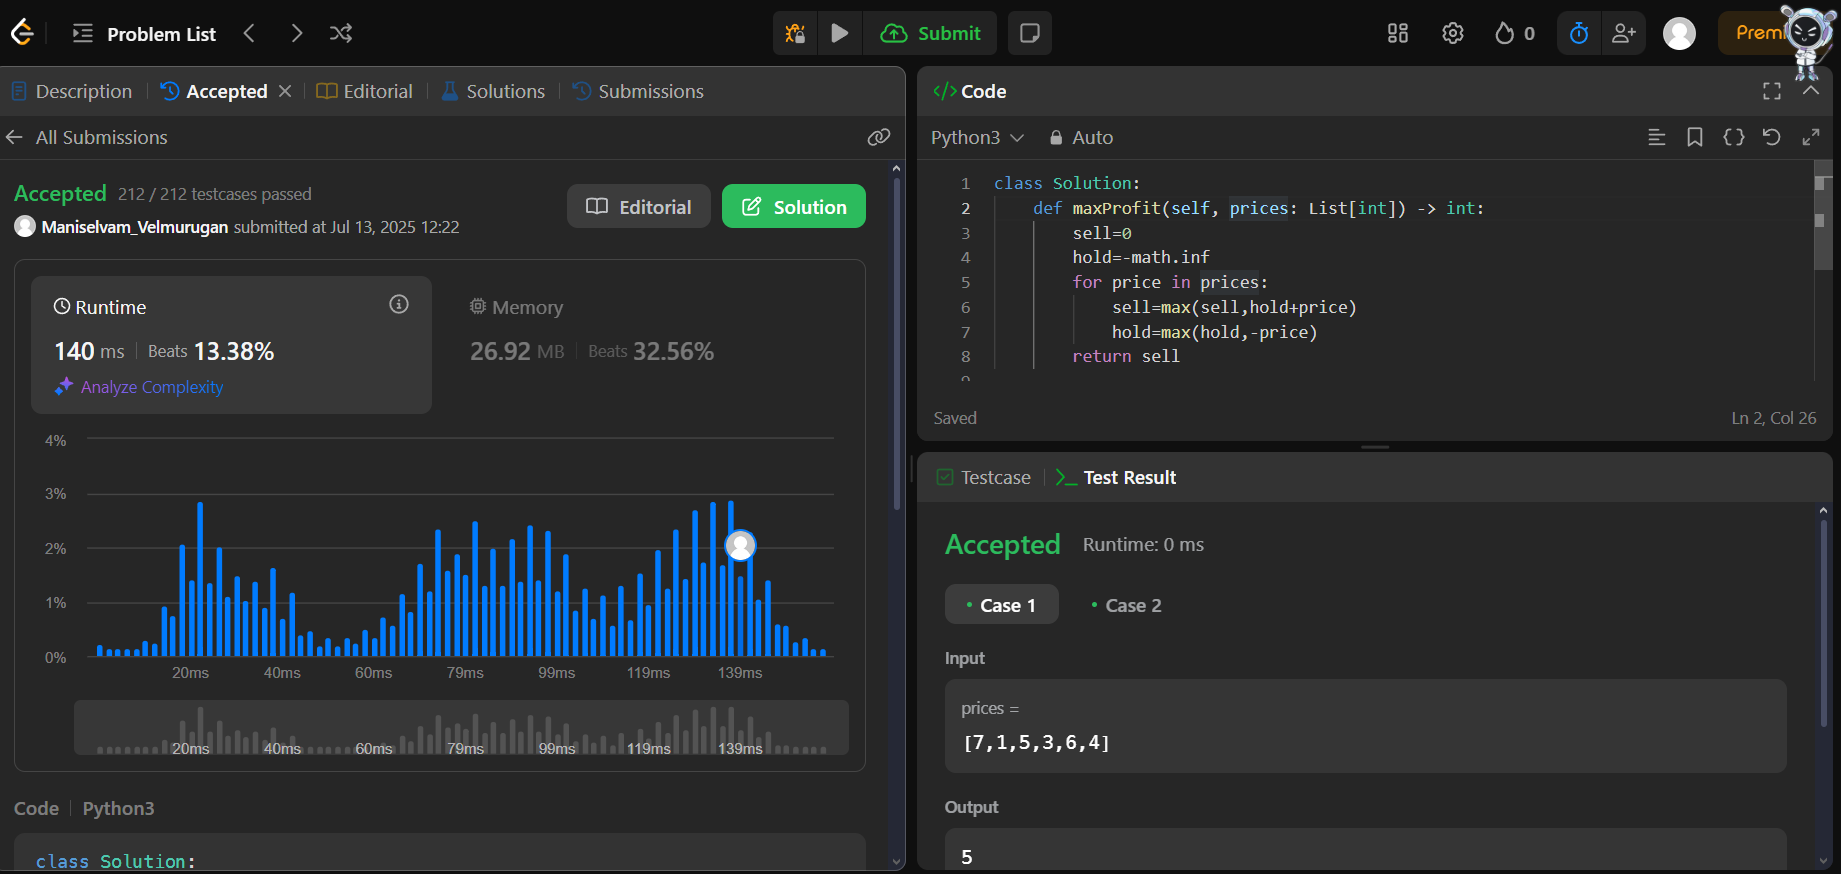 Problem List
Submit
0
Premi
Description
Accepted
Editorial
Solutions
Submissions
All Submissions
Accepted 212 / 212 testcases passed
Maniselvam_Velmurugan submitted at Jul 13, 2025 12:22
Editorial
Solution
Runtime
140 ms Beats 13.38%
Analyze Complexity
Memory
26.92 MB Beats 32.56%
4%
3%
2%
1%
0%
20ms 40ms 60ms 79ms 99ms 119ms 139ms
20ms 40ms 60ms 79ms 99ms 119ms 139ms
Code Python3
class Solution:
</> Code
Python3 Auto
1 class Solution:
2 def maxProfit(self, prices: List[int]) -> int:
3 sell=0
4 hold=-math.inf
5 for price in prices:
6 sell=max(sell,hold+price)
7 hold=max(hold,-price)
8 return sell
9
Saved Ln 2, Col 26
Testcase
>_ Test Result
Accepted Runtime: 0 ms
• Case 1 • Case 2
Input
prices =
[7,1,5,3,6,4]
Output
5